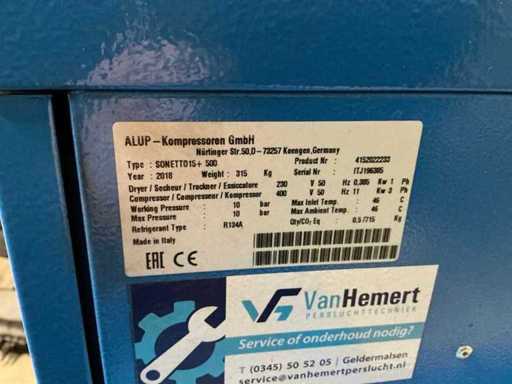 ALUP-Kompressoren GmbH
Nürtinger Str.50,D-73257 Koengen,Germany
Type : SONETTO15+ 500 Product Nr : 4152022233
Year : 2018 Weight : 315 Kg Serial Nr : ITJ196385
Dryer / Secheur / Trockner / Essiccatore 230 V 50 Hz 0,385 Kw 1 Ph
Compressor / Compresseur / Kompressor / Compressore 400 V 50 Hz 11 Kw 3 Ph
Working Pressure : 10 bar Max Inlet Temp. : 46 C
Max Pressure : 10 bar Max Ambient Temp. : 46 C
Refrigerant Type : R134A Qty/CO2 Eq : 0.5 /715 Kg
Made in Italy
EAC CE
VanHemert
PERSLUCHTTECHNIEK
Service of onderhoud nodig?
T (0345) 50 52 05 | Geldermalsen
service@vanhemertperslucht.nl